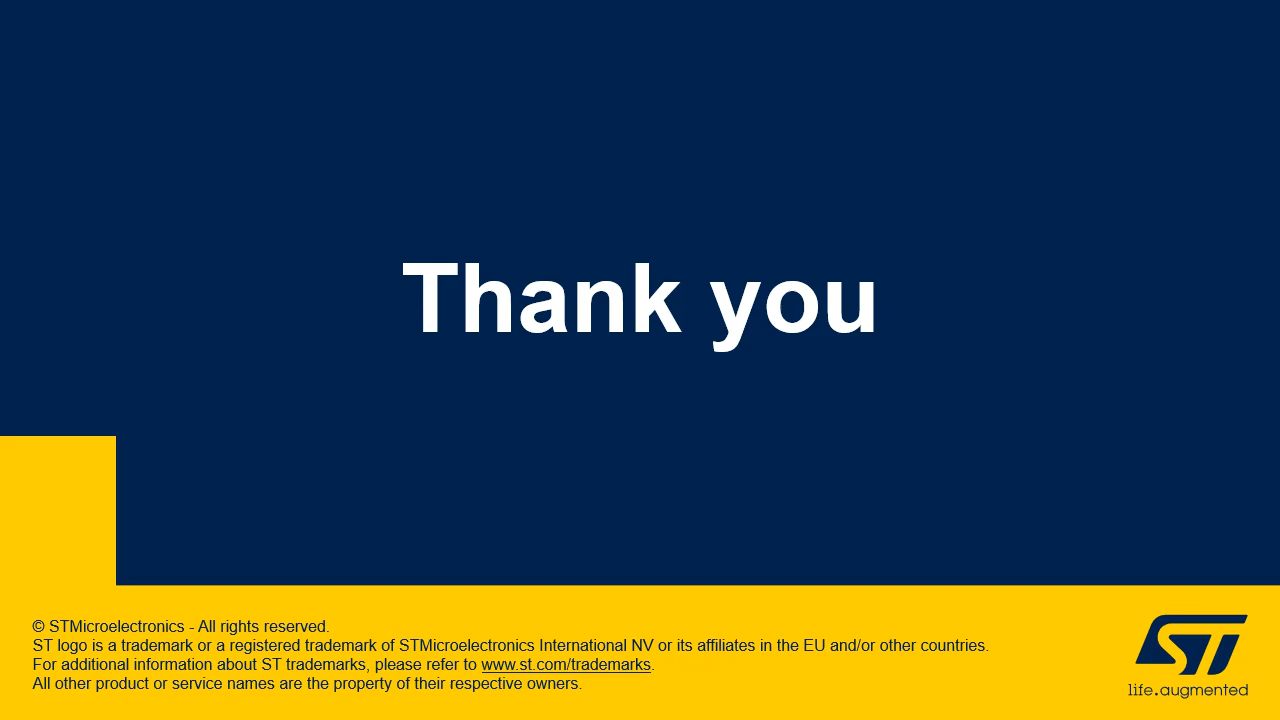 Thank you
© STMicroelectronics - All rights reserved.
ST logo is a trademark or a registered trademark of STMicroelectronics International NV or its affiliates in the EU and/or other countries.
For additional information about ST trademarks, please refer to www.st.com/trademarks.
All other product or service names are the property of their respective owners.
ST
life.augmented